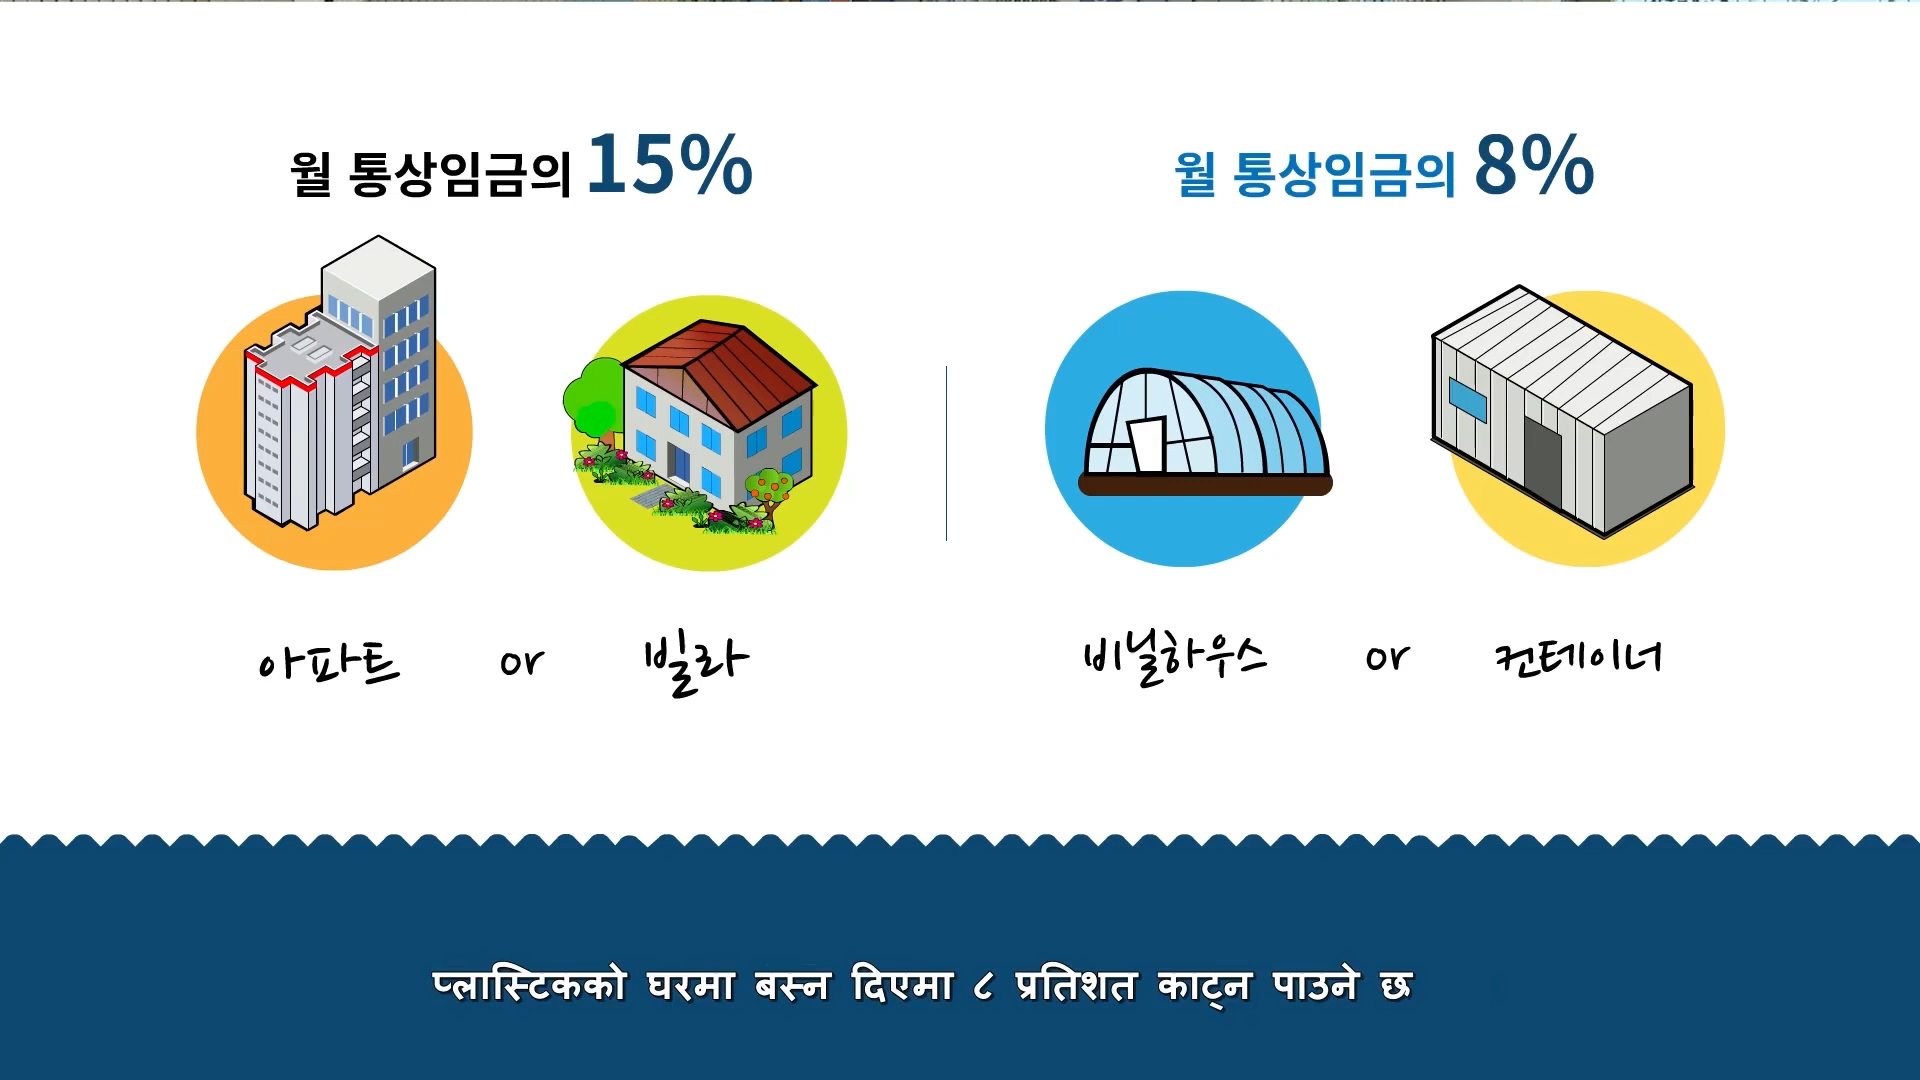 월 통상임금의 15%
월 통상임금의 8%
아파트 or 빌라
비닐하우스 or 컨테이너
प्लास्टिकको घरमा बस्न दिएमा ८ प्रतिशत काट्न पाउने छ